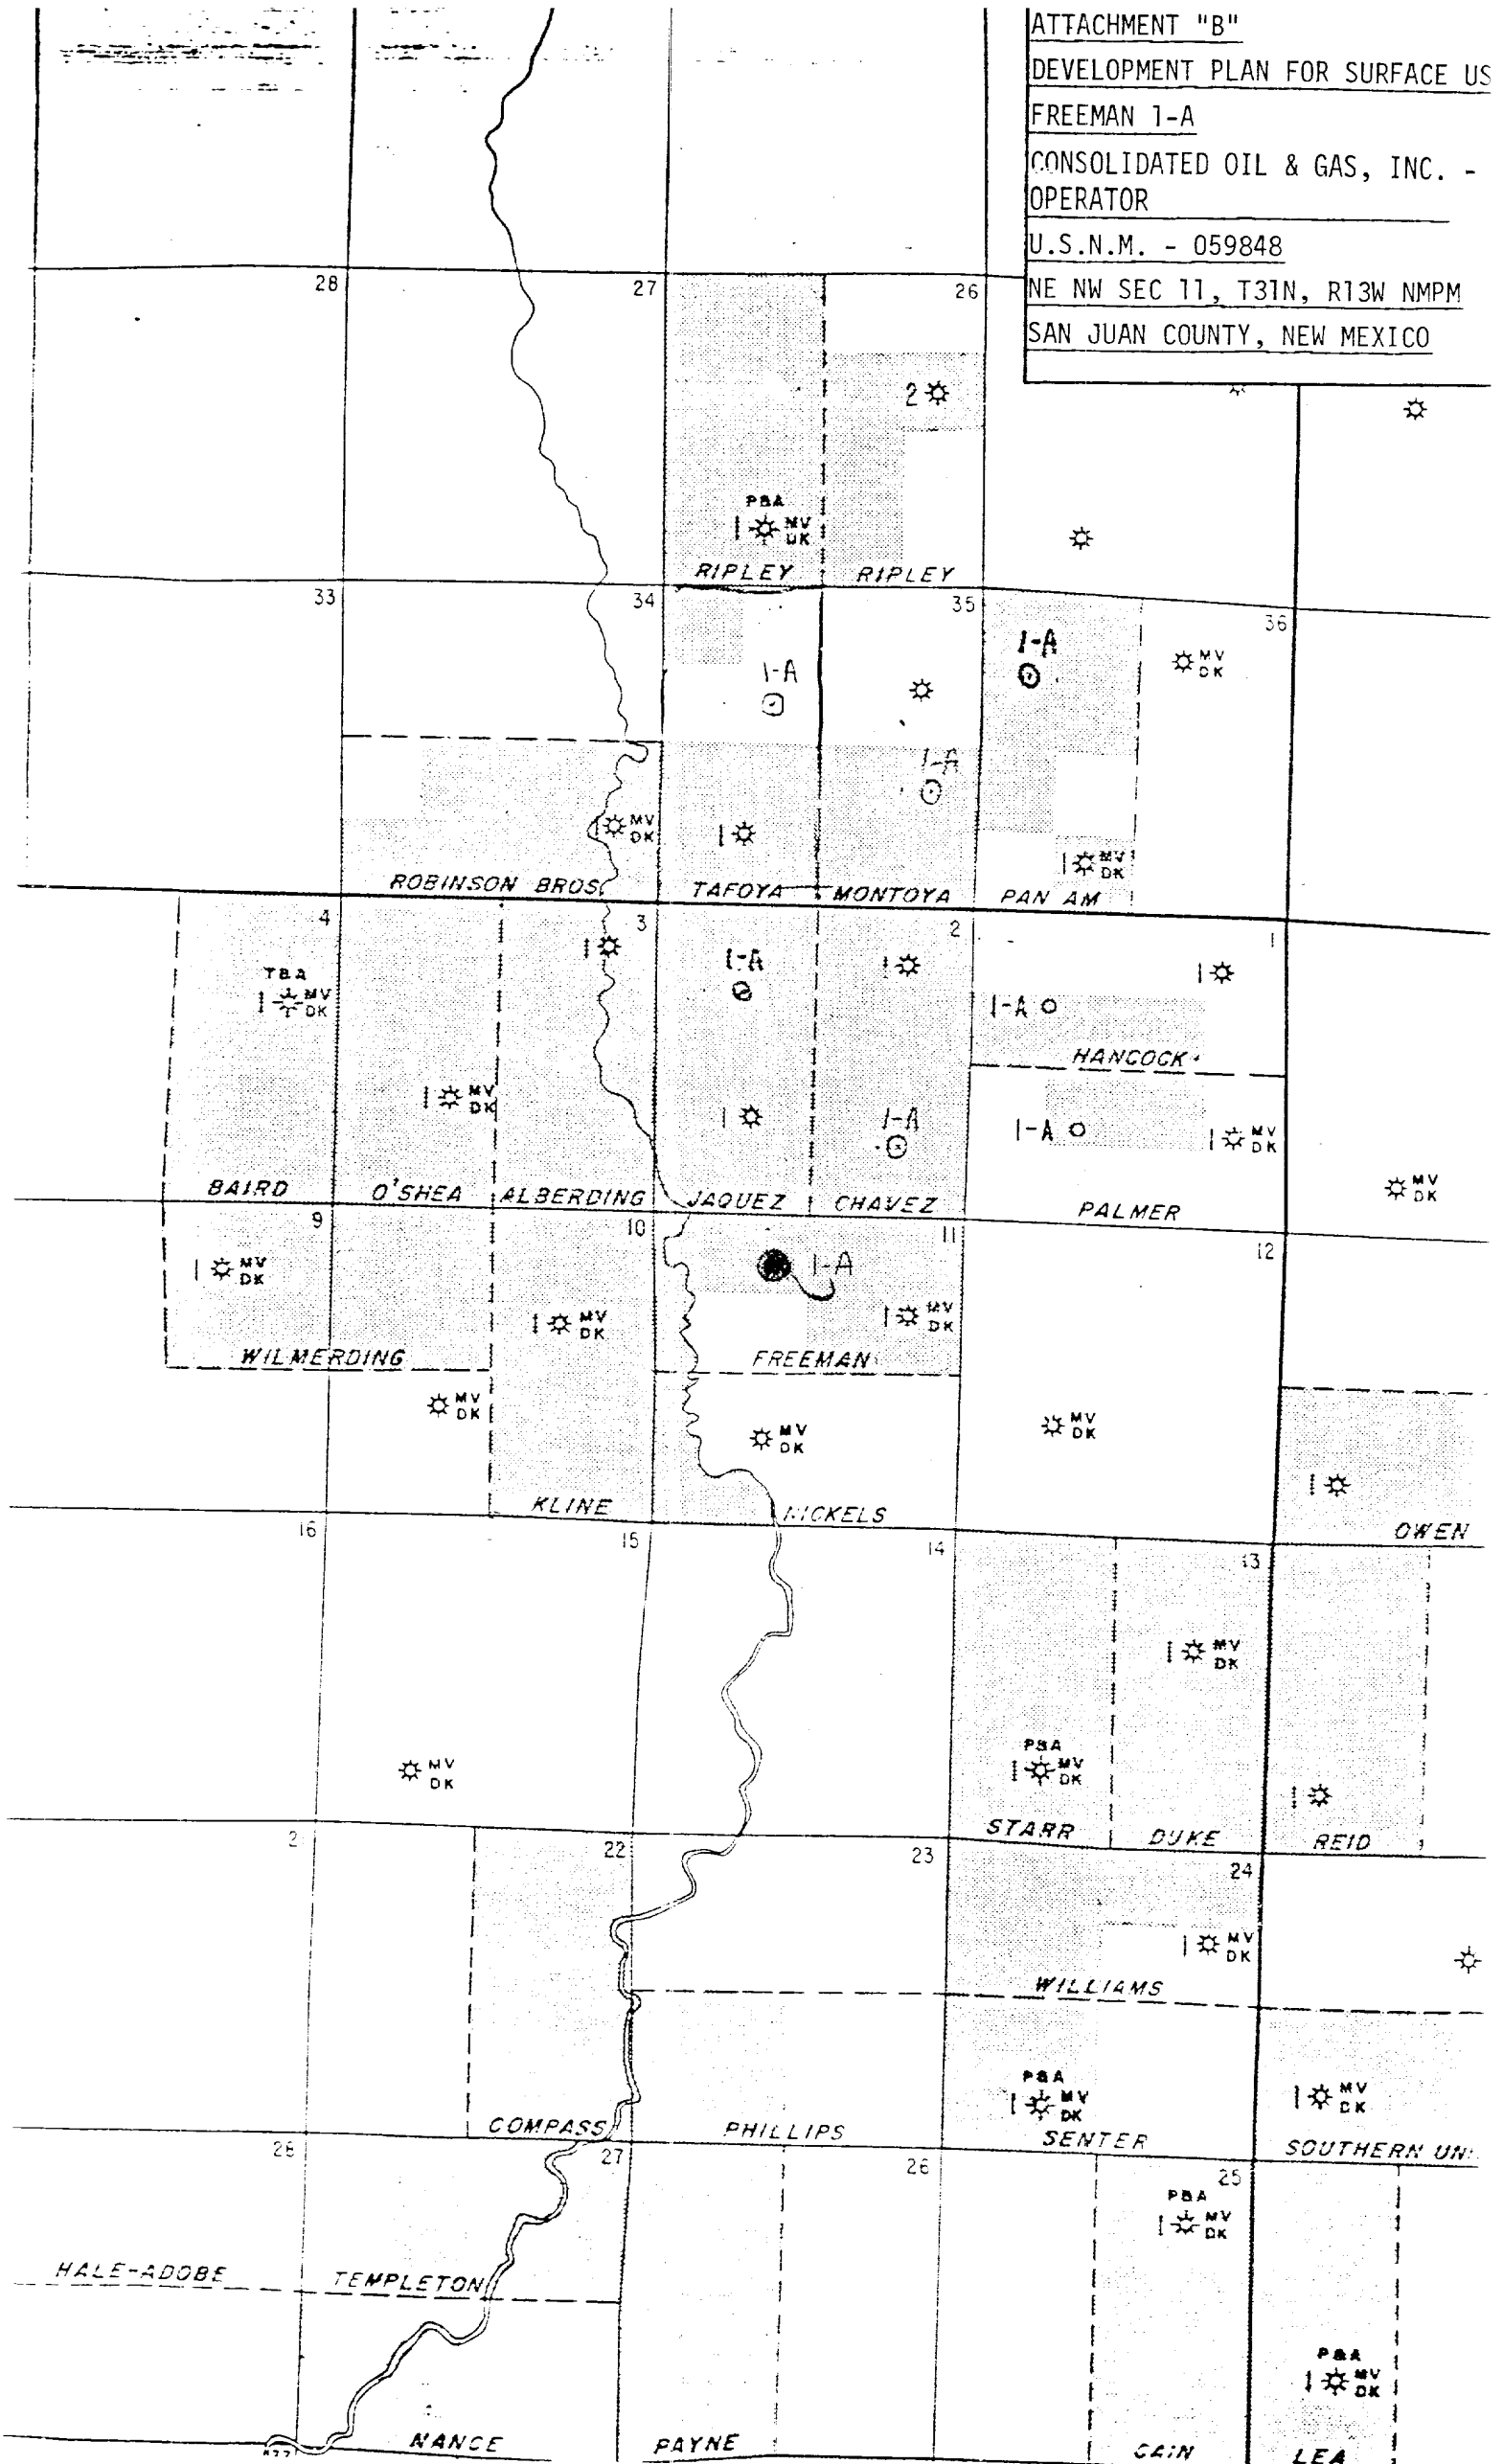 ATTACHMENT "B"
DEVELOPMENT PLAN FOR SURFACE US
FREEMAN 1-A
CONSOLIDATED OIL & GAS, INC. -
OPERATOR
U.S.N.M. - 059848
NE NW SEC 11, T31N, R13W NMPM
SAN JUAN COUNTY, NEW MEXICO
28 27 26
2
P&A
1 MV
DK
RIPLEY RIPLEY
33 34 35 36
1-A
MV
DK
1-A
1-A
1 MV
DK
1
1 MV
DK
ROBINSON BROS. TAFOYA MONTOYA PAN AM
4 3 2 1
1
1-A
1
1
T&A
1 MV
DK
1-A
HANCOCK
1 MV
DK
1
1-A
1-A
1 MV
DK
MV
DK
BAIRD O'SHEA ALBERDING JAQUEZ CHAVEZ PALMER
9 10 11 12
1 MV
DK
1-A
1 MV
DK
1 MV
DK
WILMERDING FREEMAN
MV
DK
MV
DK
MV
DK
1
KLINE NICKELS OWEN
16 15 14 13
1 MV
DK
MV
DK
P&A
1 MV
DK
1
STARR DUKE REID
2 22 23 24
1 MV
DK
WILLIAMS
P&A
1 MV
DK
1 MV
DK
COMPASS PHILLIPS SENTER SOUTHERN UN
28 27 26 25
P&A
1 MV
DK
HALE-ADOBE TEMPLETON
P&A
1 MV
DK
NANCE PAYNE CAIN LEA